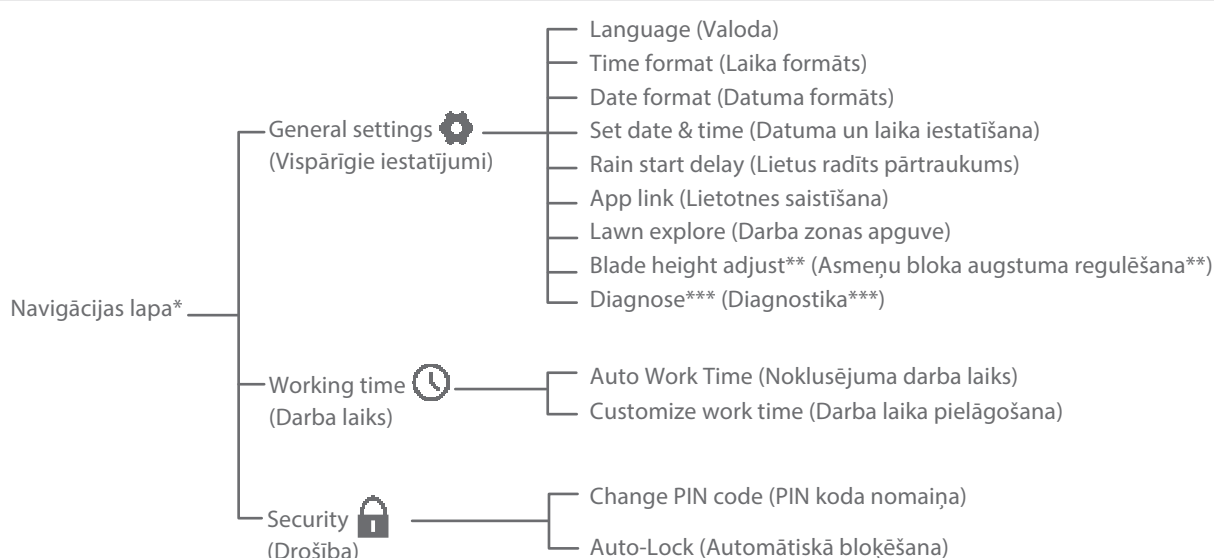 Navigācijas lapa*
General settings
(Vispārīgie iestatījumi)
Language (Valoda)
Time format (Laika formāts)
Date format (Datuma formāts)
Set date & time (Datuma un laika iestatīšana)
Rain start delay (Lietus radīts pārtraukums)
App link (Lietotnes saistīšana)
Lawn explore (Darba zonas apguve)
Blade height adjust** (Asmeņu bloka augstuma regulēšana**)
Diagnose*** (Diagnostika***)
Working time
(Darba laiks)
Auto Work Time (Noklusējuma darba laiks)
Customize work time (Darba laika pielāgošana)
Security
(Drošība)
Change PIN code (PIN koda nomaiņa)
Auto-Lock (Automātiskā bloķēšana)